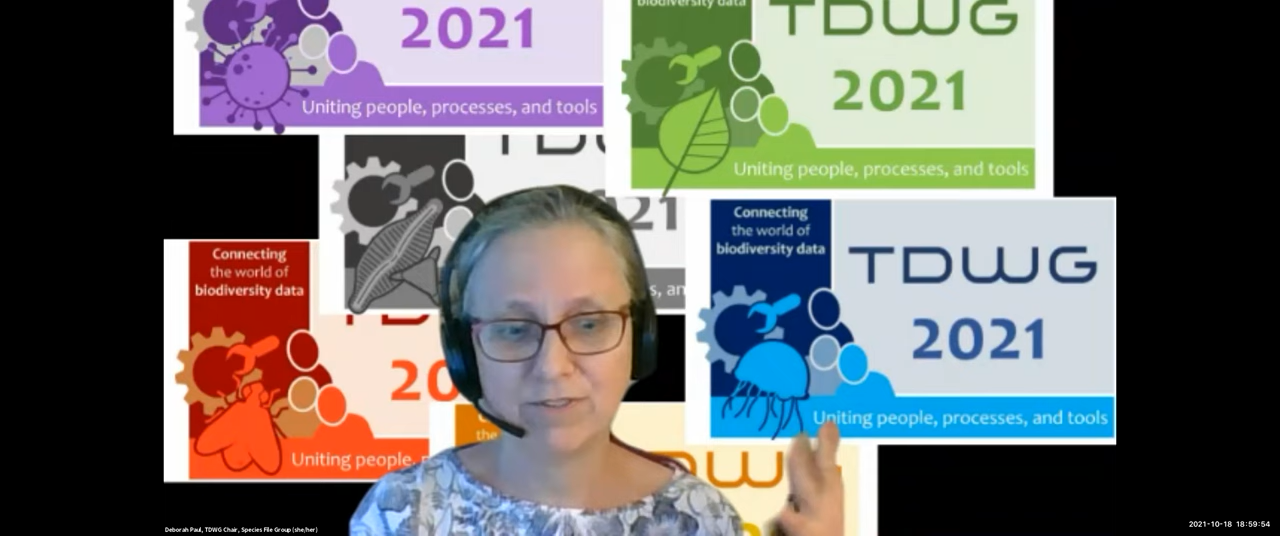 2021
Uniting people, processes, and tools
biodiversity data
TDWG
2021
Uniting people, processes, and tools
Connecting
the world of
biodiversity data
TDWG
2021
Uniting people, processes, and tools
Connecting
the world of
biodiversity data
Uniting people,
the
Deborah Paul, TDWG Chair, Species File Group (she/her)
2021-10-18 18:59:54